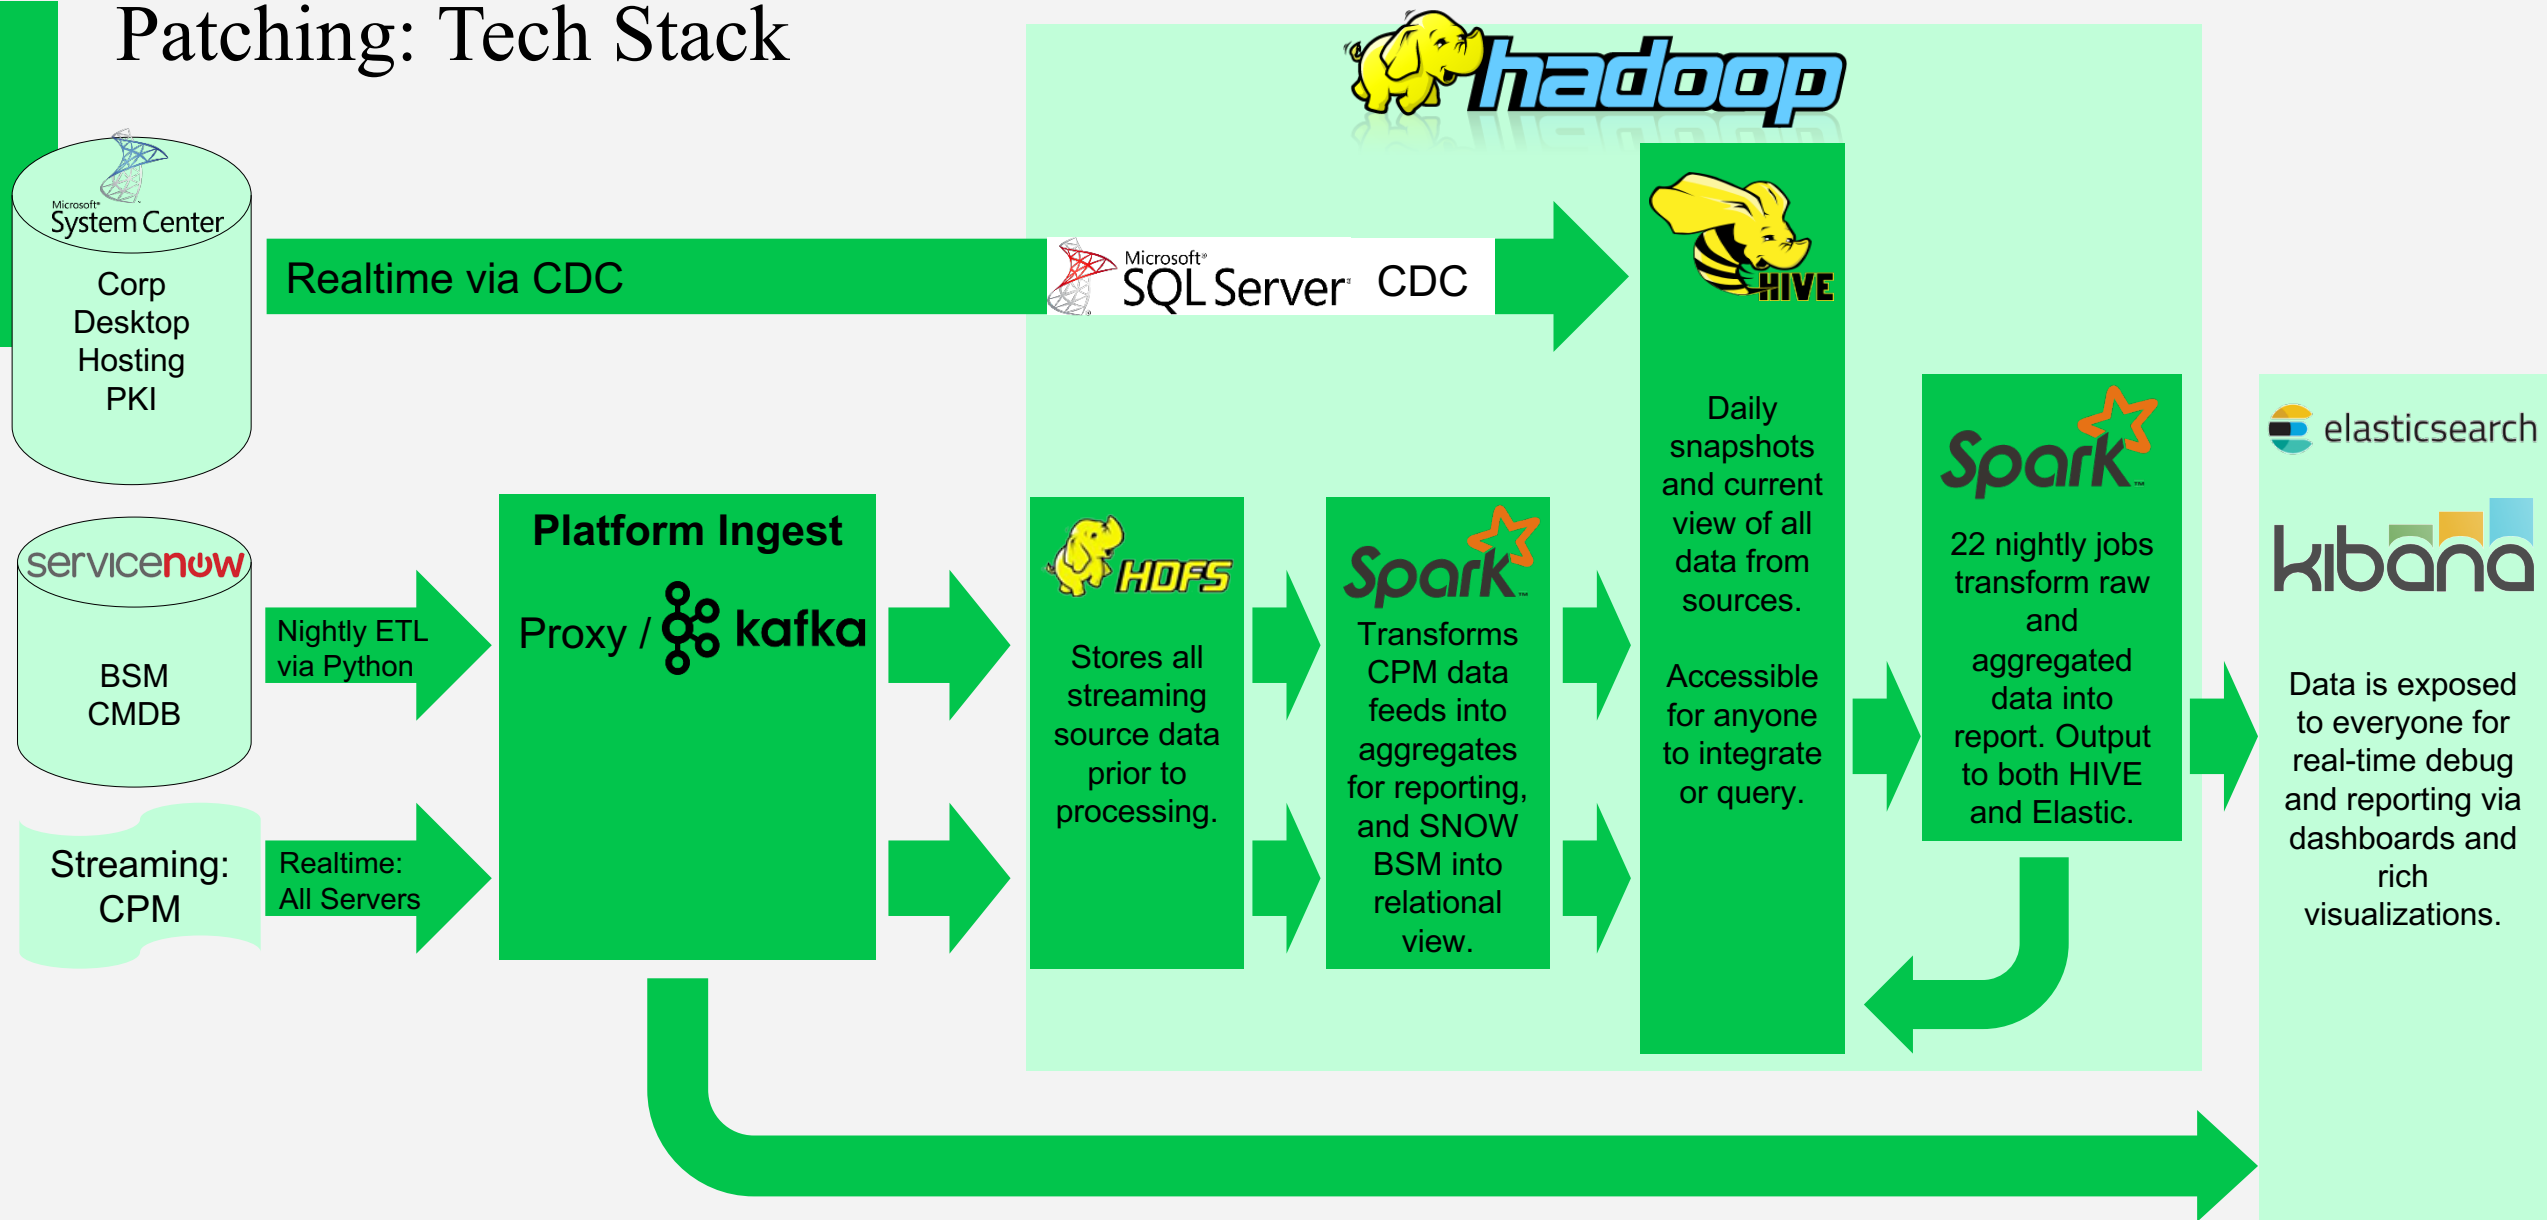 Patching: Tech Stack
hadoop
Microsoft®
System Center
Corp
Desktop
Hosting
PKI
Realtime via CDC
Microsoft®
SQL Server® CDC
HIVE
Daily
snapshots
and current
view of all
data from
sources.
Accessible
for anyone
to integrate
or query.
servicenow
BSM
CMDB
Nightly ETL
via Python
Platform Ingest
Proxy / kafka
Streaming:
CPM
Realtime:
All Servers
HDFS
Stores all
streaming
source data
prior to
processing.
Spark™
Transforms
CPM data
feeds into
aggregates
for reporting,
and SNOW
BSM into
relational
view.
Spark™
22 nightly jobs
transform raw
and
aggregated
data into
report. Output
to both HIVE
and Elastic.
elasticsearch
kibana
Data is exposed
to everyone for
real-time debug
and reporting via
dashboards and
rich
visualizations.